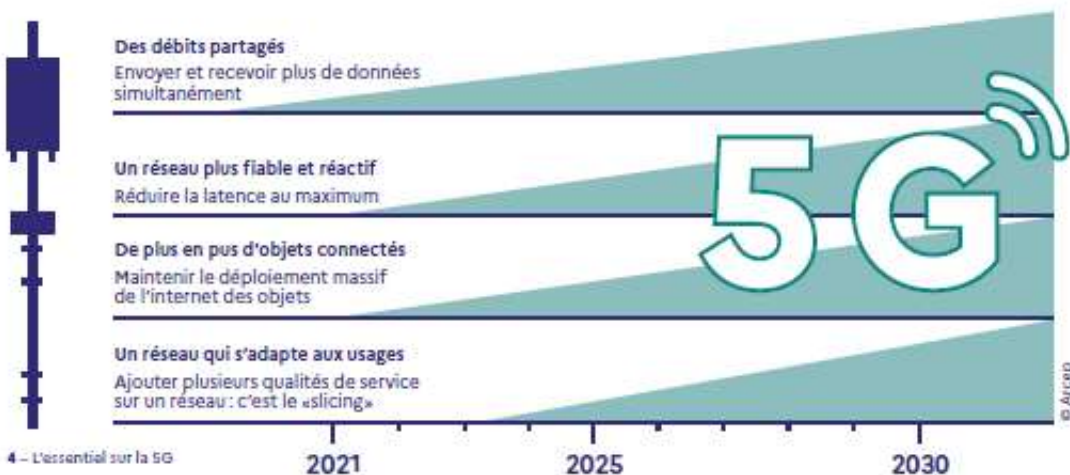 Des débits partagés
Envoyer et recevoir plus de données
simultanément
Un réseau plus fiable et réactif
Réduire la latence au maximum
De plus en pus d'objets connectés
Maintenir le déploiement massif
de l'internet des objets
Un réseau qui s'adapte aux usages
Ajouter plusieurs qualités de service
sur un réseau : c'est le «slicing»
5G
© Arcep
2021
2025
2030
4 – L'essentiel sur la 5G